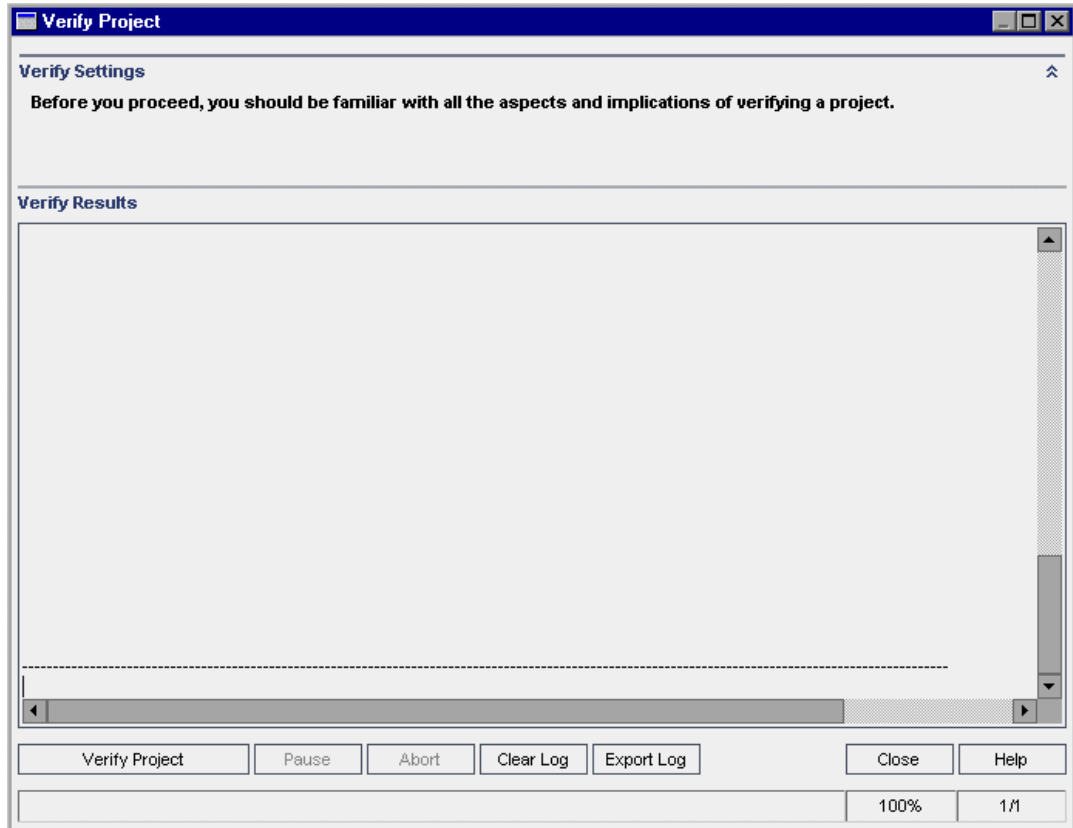 Verify Project
Verify Settings
Before you proceed, you should be familiar with all the aspects and implications of verifying a project.
Verify Results
--------------------------------------------------------------------------------------------------------------------------------------------------------
Verify Project Pause Abort Clear Log Export Log Close Help
100% 1/1